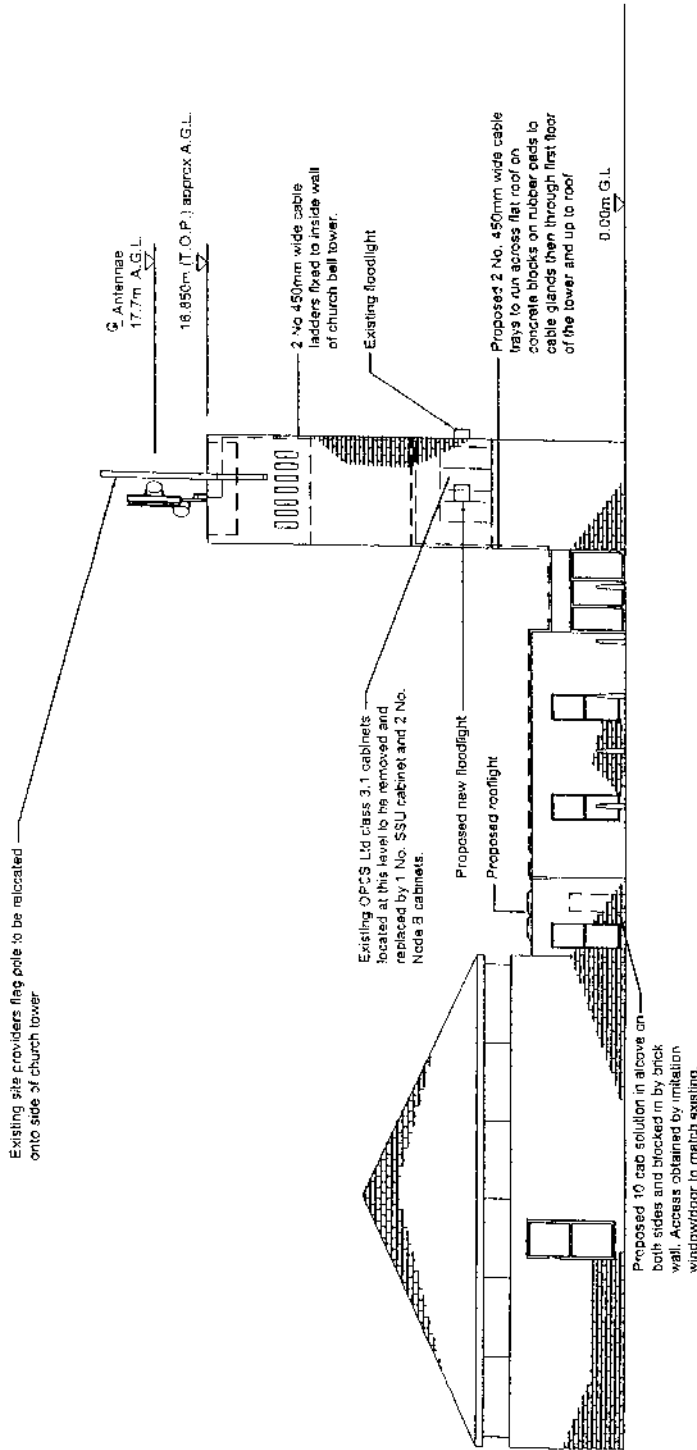 Existing site providers flag pole to be relocated
onto side of church tower
C̵L Antennae
17.7m A.G.L.
16.850m (T.O.P.) approx A.G.L.
2 No 450mm wide cable
ladders fixed to inside wall
of church bell tower.
Existing floodlight
Existing OPCS Ltd class 3.1 cabinets
located at this level to be removed and
replaced by 1 No. SSU cabinet and 2 No.
Node B cabinets.
Proposed new floodlight
Proposed rooflight
Proposed 2 No. 450mm wide cable
trays to run across flat roof on
concrete blocks on rubber pads to
cable glands then through first floor
of the tower and up to roof
0.00m G.L
Proposed 10 cab solution in alcove on
both sides and blocked in by brick
wall. Access obtained by imitation
window/door to match existing